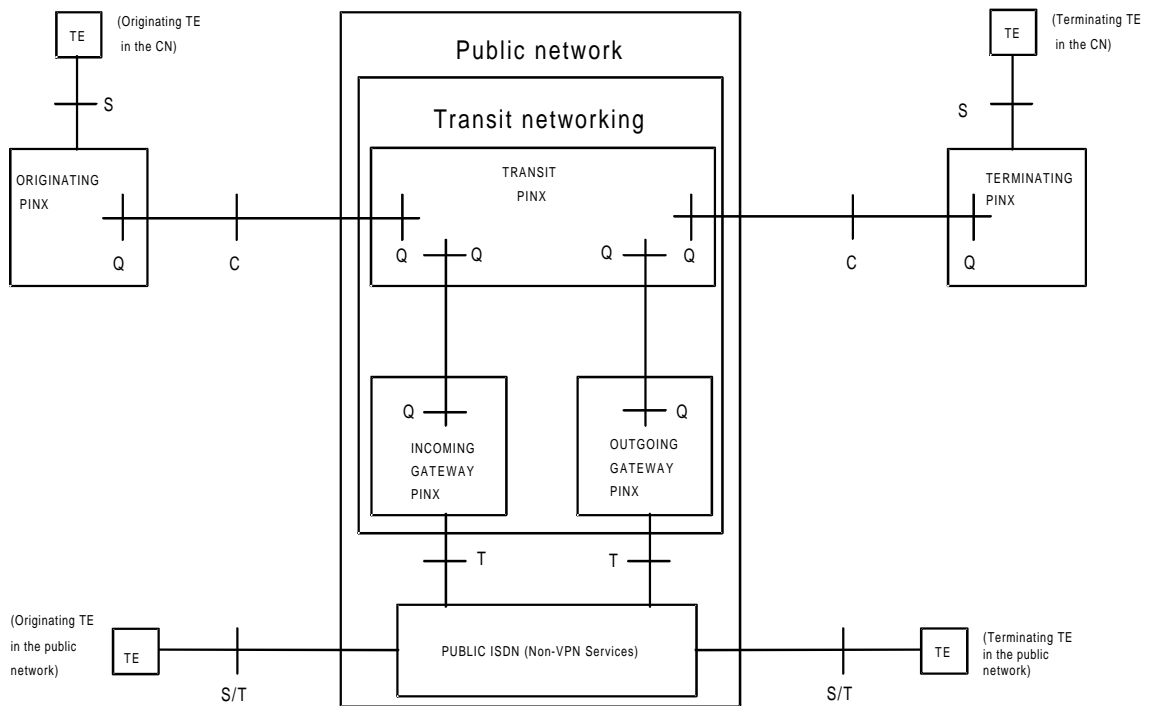 TE
(Originating TE
in the CN)
Public network
TE
(Terminating TE
in the CN)
S
S
Transit networking
ORIGINATING
PINX
TRANSIT
PINX
TERMINATING
PINX
Q
C
Q
Q
Q
Q
C
Q
Q
Q
INCOMING
GATEWAY
PINX
OUTGOING
GATEWAY
PINX
T
T
(Originating TE
in the public
network)
TE
S/T
PUBLIC ISDN (Non-VPN Services)
S/T
TE
(Terminating TE
in the public
network)